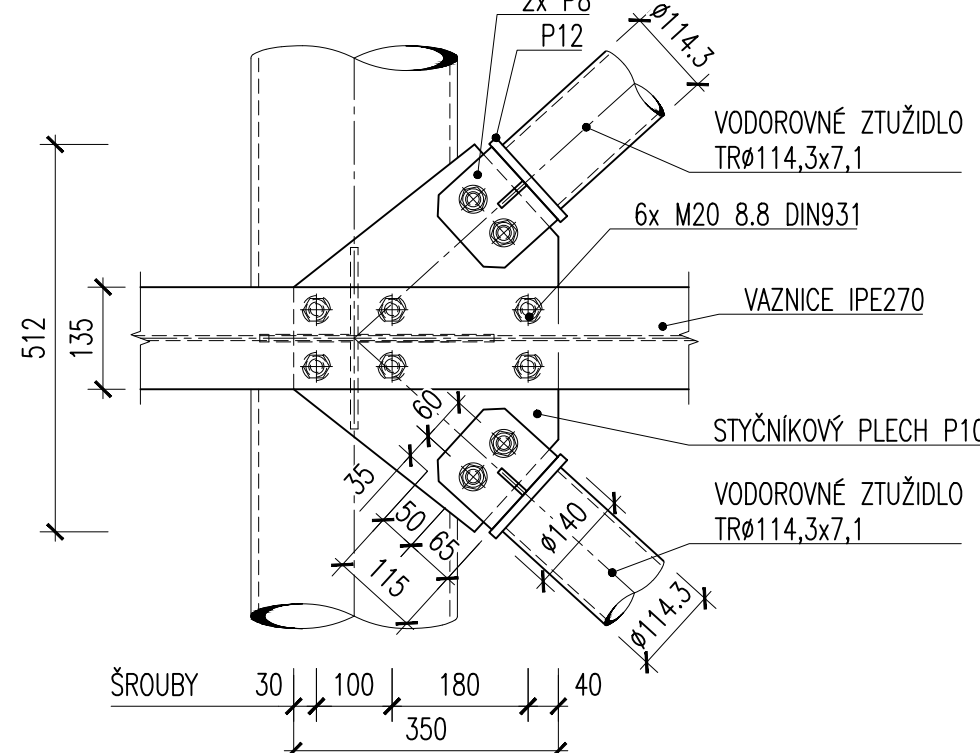 2x P8
P12
ø114.3
VODOROVNÉ ZTUŽIDLO
TRø114,3x7,1
6x M20 8.8 DIN931
VAZNICE IPE270
512
135
60
STYČNÍKOVÝ PLECH P10
35
50
65
115
ø140
VODOROVNÉ ZTUŽIDLO
TRø114,3x7,1
ø114.3
ŠROUBY 30 100 180 40
350